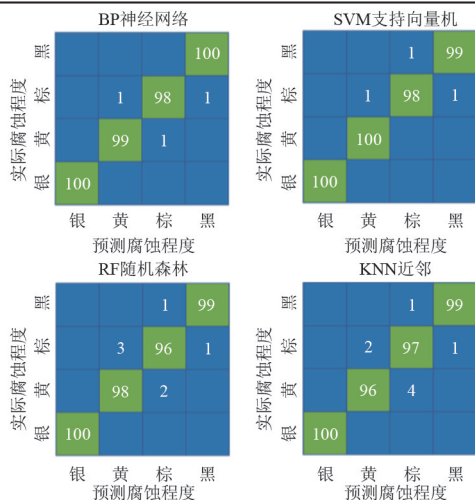 BP神经网络
实际腐蚀程度
黑
棕
黄
银
100
1 98 1
99 1
100
银 黄 棕 黑
预测腐蚀程度
SVM支持向量机
实际腐蚀程度
黑
棕
黄
银
1 99
1 98 1
100
100
银 黄 棕 黑
预测腐蚀程度
RF随机森林
实际腐蚀程度
黑
棕
黄
银
1 99
3 96 1
98 2
100
银 黄 棕 黑
预测腐蚀程度
KNN近邻
实际腐蚀程度
黑
棕
黄
银
1 99
2 97 1
96 4
100
银 黄 棕 黑
预测腐蚀程度